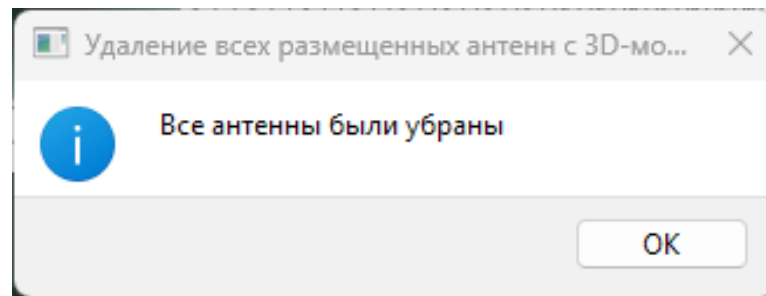 Удаление всех размещенных антенн с 3D-мо...
Все антенны были убраны
OK